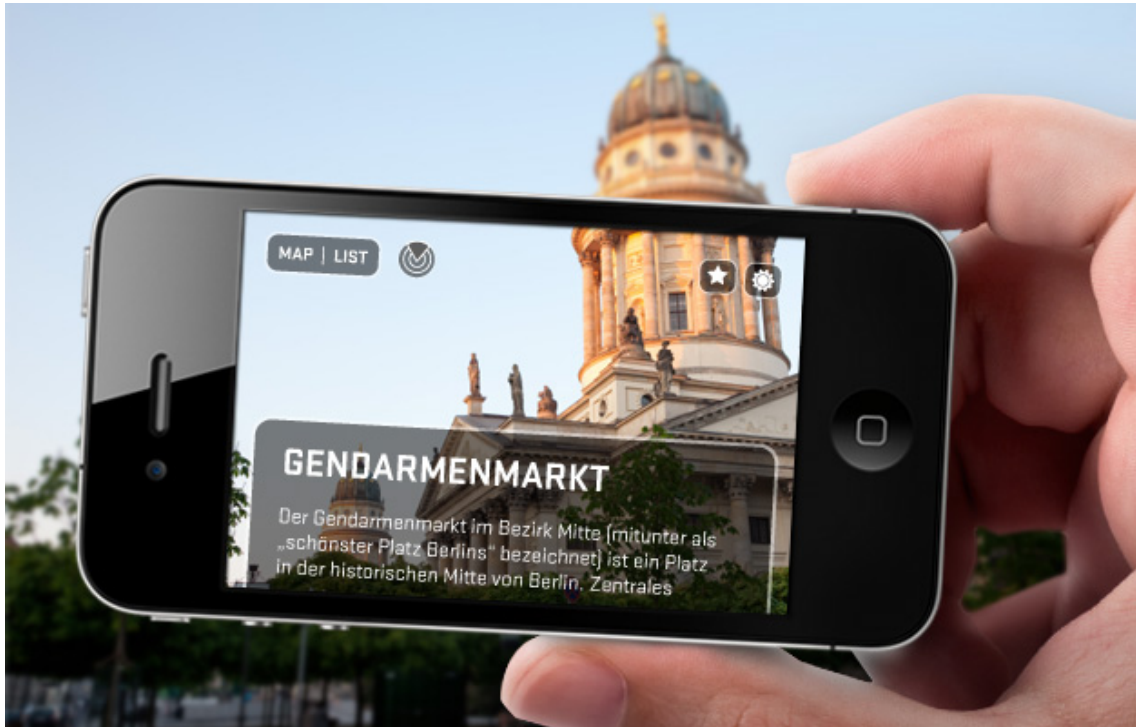 MAP | LIST
GENDARMENMARKT
Der Gendarmenmarkt im Bezirk Mitte (mitunter als
„schönster Platz Berlins“ bezeichnet) ist ein Platz
in der historischen Mitte von Berlin. Zentrales